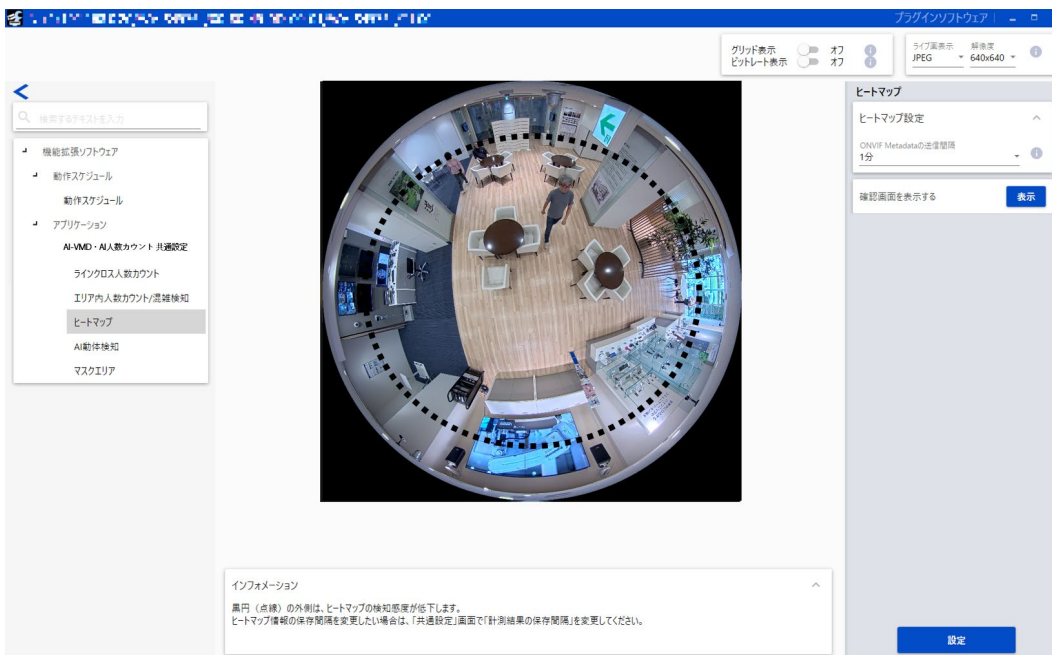 プラグインソフトウェア
グリッド表示 オフ
ビットレート表示 オフ
ライブ画表示 解像度
JPEG 640x640
検索するテキストを入力
機能拡張ソフトウェア
動作スケジュール
動作スケジュール
アプリケーション
AI-VMD・AI人数カウント 共通設定
ラインクロス人数カウント
エリア内人数カウント/混雑検知
ヒートマップ
AI動体検知
マスクエリア
ヒートマップ
ヒートマップ設定
ONVIF Metadataの送信間隔
1分
確認画面を表示する
表示
インフォメーション
黒円（点線）の外側は、ヒートマップの検知感度が低下します。
ヒートマップ情報の保存間隔を変更したい場合は、「共通設定」画面で「計測結果の保存間隔」を変更してください。
設定